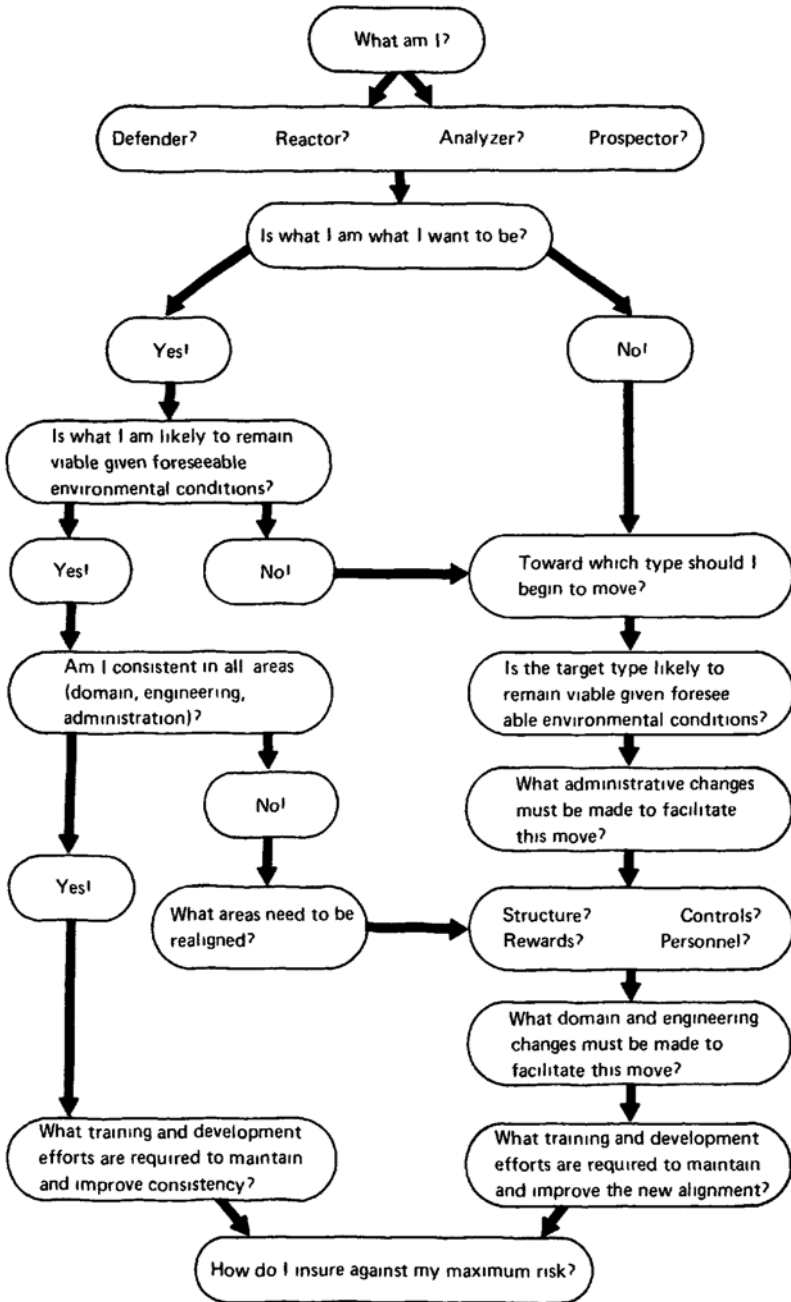 What am I?
Defender? Reactor? Analyzer? Prospector?
Is what I am what I want to be?
Yes!
No!
Is what I am likely to remain
viable given foreseeable
environmental conditions?
Yes!
No!
Toward which type should I
begin to move?
Am I consistent in all areas
(domain, engineering,
administration)?
Is the target type likely to
remain viable given foresee
able environmental conditions?
No!
What administrative changes
must be made to facilitate
this move?
Yes!
What areas need to be
realigned?
Structure? Controls?
Rewards? Personnel?
What domain and engineering
changes must be made to
facilitate this move?
What training and development
efforts are required to maintain
and improve consistency?
What training and development
efforts are required to maintain
and improve the new alignment?
How do I insure against my maximum risk?